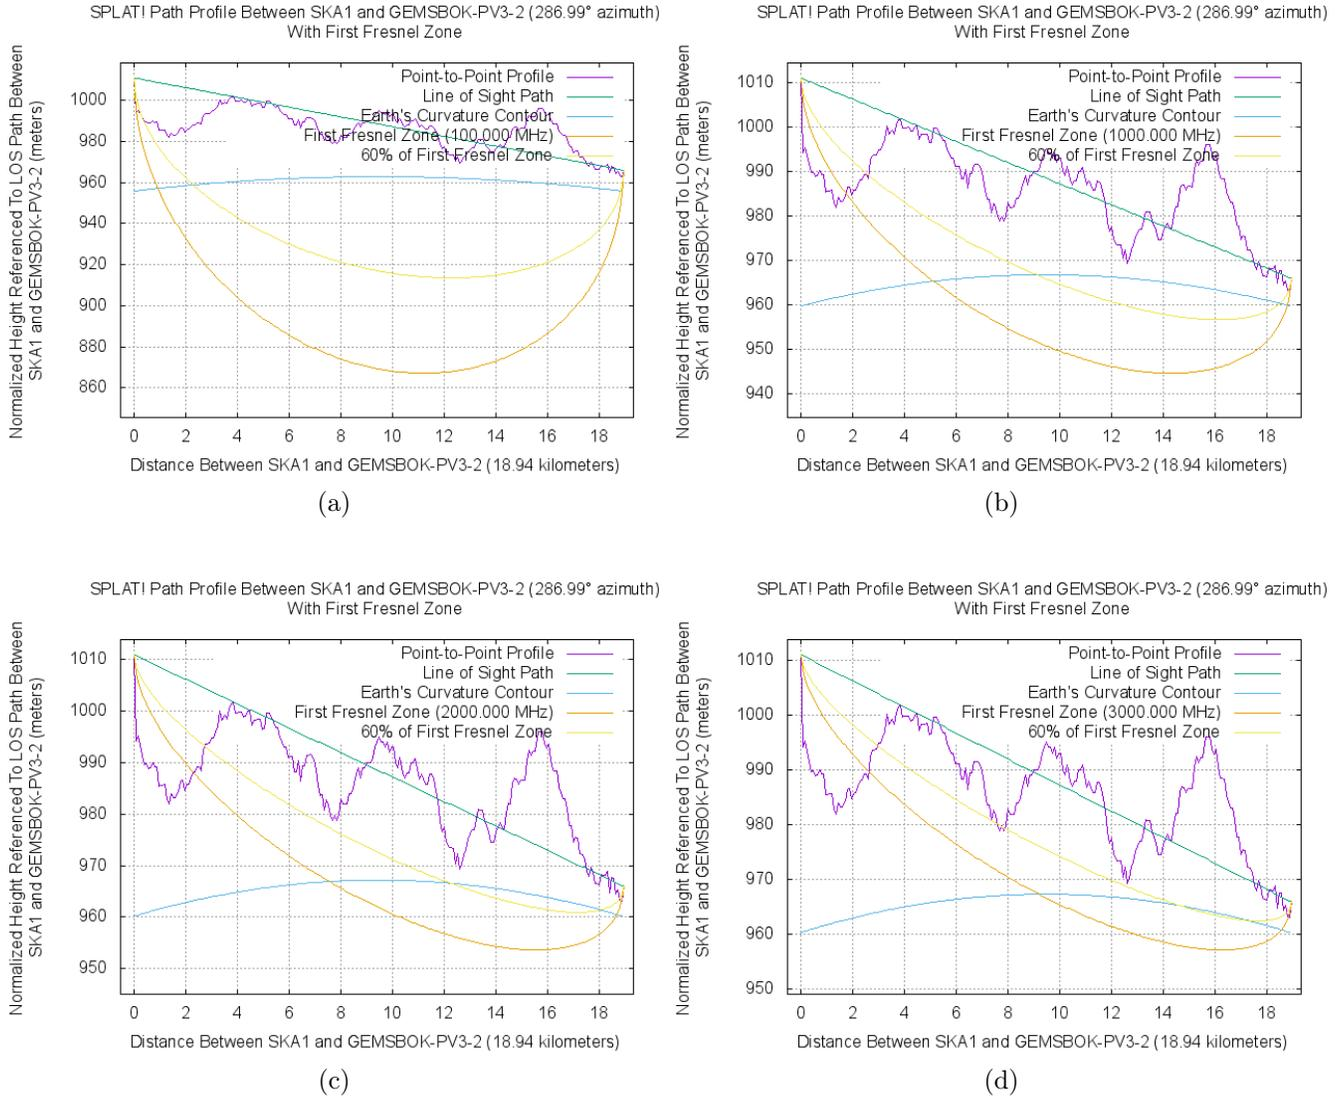 SPLAT! Path Profile Between SKA1 and GEMSBOK-PV3-2 (286.99° azimuth)
With First Fresnel Zone
Normalized Height Referenced To LOS Path Between
SKA1 and GEMSBOK-PV3-2 (meters)
Point-to-Point Profile
Line of Sight Path
Earth's Curvature Contour
First Fresnel Zone (100.000 MHz)
60% of First Fresnel Zone
1000
980
960
940
920
900
880
860
0 2 4 6 8 10 12 14 16 18
Distance Between SKA1 and GEMSBOK-PV3-2 (18.94 kilometers)
(a)
SPLAT! Path Profile Between SKA1 and GEMSBOK-PV3-2 (286.99° azimuth)
With First Fresnel Zone
Normalized Height Referenced To LOS Path Between
SKA1 and GEMSBOK-PV3-2 (meters)
Point-to-Point Profile
Line of Sight Path
Earth's Curvature Contour
First Fresnel Zone (1000.000 MHz)
60% of First Fresnel Zone
1010
1000
990
980
970
960
950
940
0 2 4 6 8 10 12 14 16 18
Distance Between SKA1 and GEMSBOK-PV3-2 (18.94 kilometers)
(b)
SPLAT! Path Profile Between SKA1 and GEMSBOK-PV3-2 (286.99° azimuth)
With First Fresnel Zone
Normalized Height Referenced To LOS Path Between
SKA1 and GEMSBOK-PV3-2 (meters)
Point-to-Point Profile
Line of Sight Path
Earth's Curvature Contour
First Fresnel Zone (2000.000 MHz)
60% of First Fresnel Zone
1010
1000
990
980
970
960
950
0 2 4 6 8 10 12 14 16 18
Distance Between SKA1 and GEMSBOK-PV3-2 (18.94 kilometers)
(c)
SPLAT! Path Profile Between SKA1 and GEMSBOK-PV3-2 (286.99° azimuth)
With First Fresnel Zone
Normalized Height Referenced To LOS Path Between
SKA1 and GEMSBOK-PV3-2 (meters)
Point-to-Point Profile
Line of Sight Path
Earth's Curvature Contour
First Fresnel Zone (3000.000 MHz)
60% of First Fresnel Zone
1010
1000
990
980
970
960
950
0 2 4 6 8 10 12 14 16 18
Distance Between SKA1 and GEMSBOK-PV3-2 (18.94 kilometers)
(d)